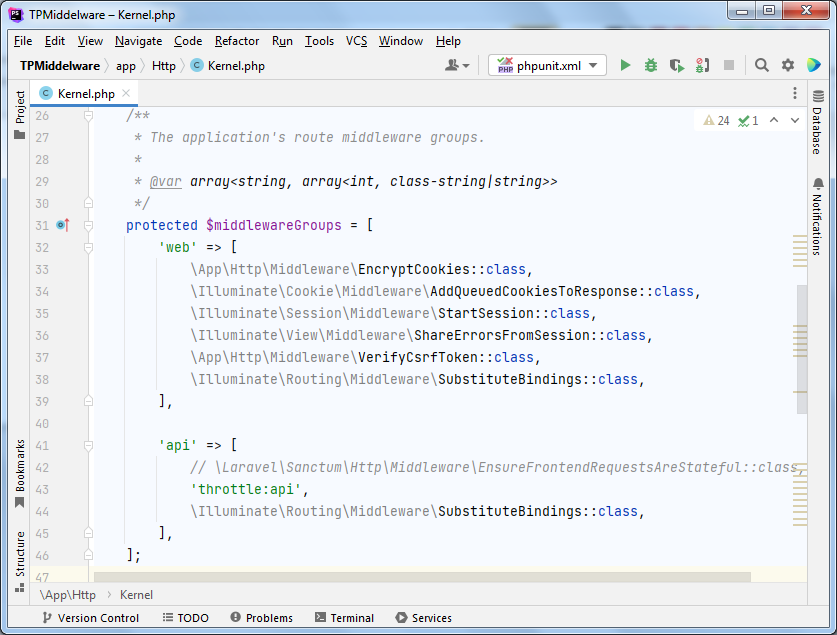 TPMiddelware – Kernel.php
File Edit View Navigate Code Refactor Run Tools VCS Window Help
TPMiddelware app Http Kernel.php phpunit.xml
Kernel.php
24 1
26 /**
27 * The application's route middleware groups.
28 *
29 * @var array<string, array<int, class-string|string>>
30 */
31 protected $middlewareGroups = [
32 'web' => [
33 \App\Http\Middleware\EncryptCookies::class,
34 \Illuminate\Cookie\Middleware\AddQueuedCookiesToResponse::class,
35 \Illuminate\Session\Middleware\StartSession::class,
36 \Illuminate\View\Middleware\ShareErrorsFromSession::class,
37 \App\Http\Middleware\VerifyCsrfToken::class,
38 \Illuminate\Routing\Middleware\SubstituteBindings::class,
39 ],
40
41 'api' => [
42 // \Laravel\Sanctum\Http\Middleware\EnsureFrontendRequestsAreStateful::class,
43 'throttle:api',
44 \Illuminate\Routing\Middleware\SubstituteBindings::class,
45 ],
46 ];
47
Project
Bookmarks
Structure
Database
Notifications
\App\Http Kernel
Version Control TODO Problems Terminal Services